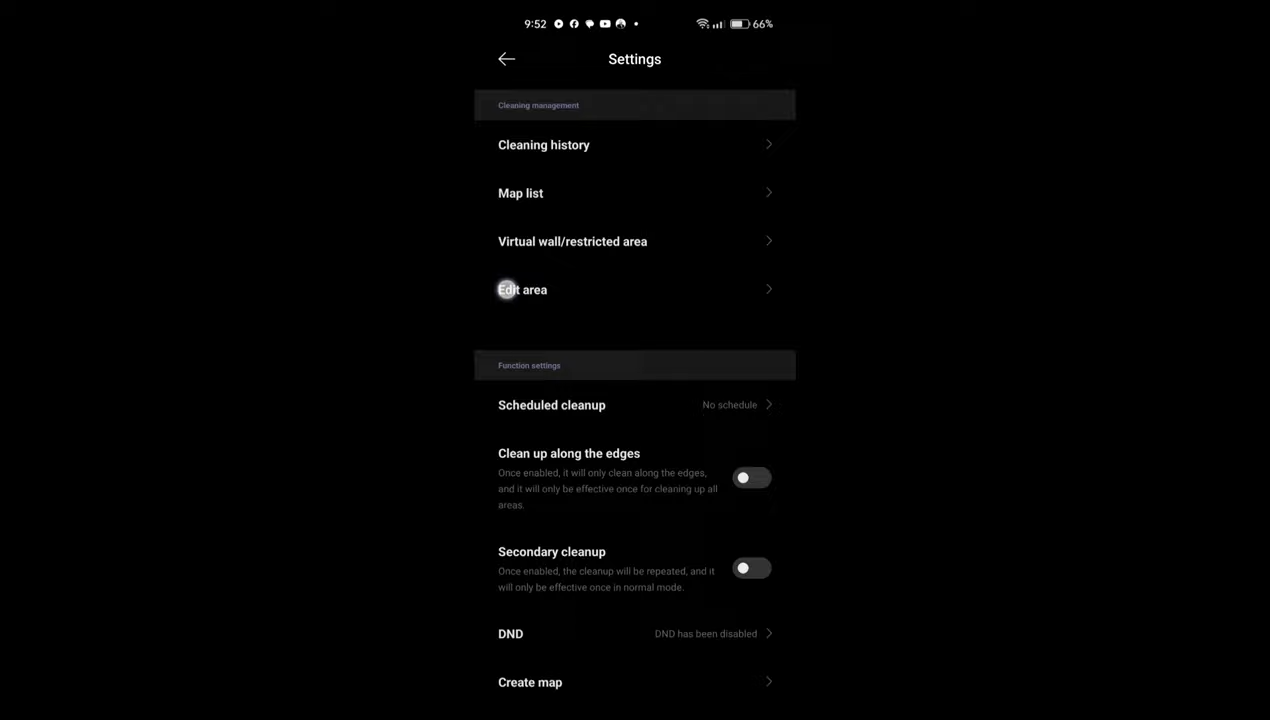 9:52 66%
Settings
Cleaning management
Cleaning history
Map list
Virtual wall/restricted area
Edit area
Function settings
Scheduled cleanup No schedule
Clean up along the edges
Once enabled, it will only clean along the edges,
and it will only be effective once for cleaning up all
areas.
Secondary cleanup
Once enabled, the cleanup will be repeated, and it
will only be effective once in normal mode.
DND DND has been disabled
Create map